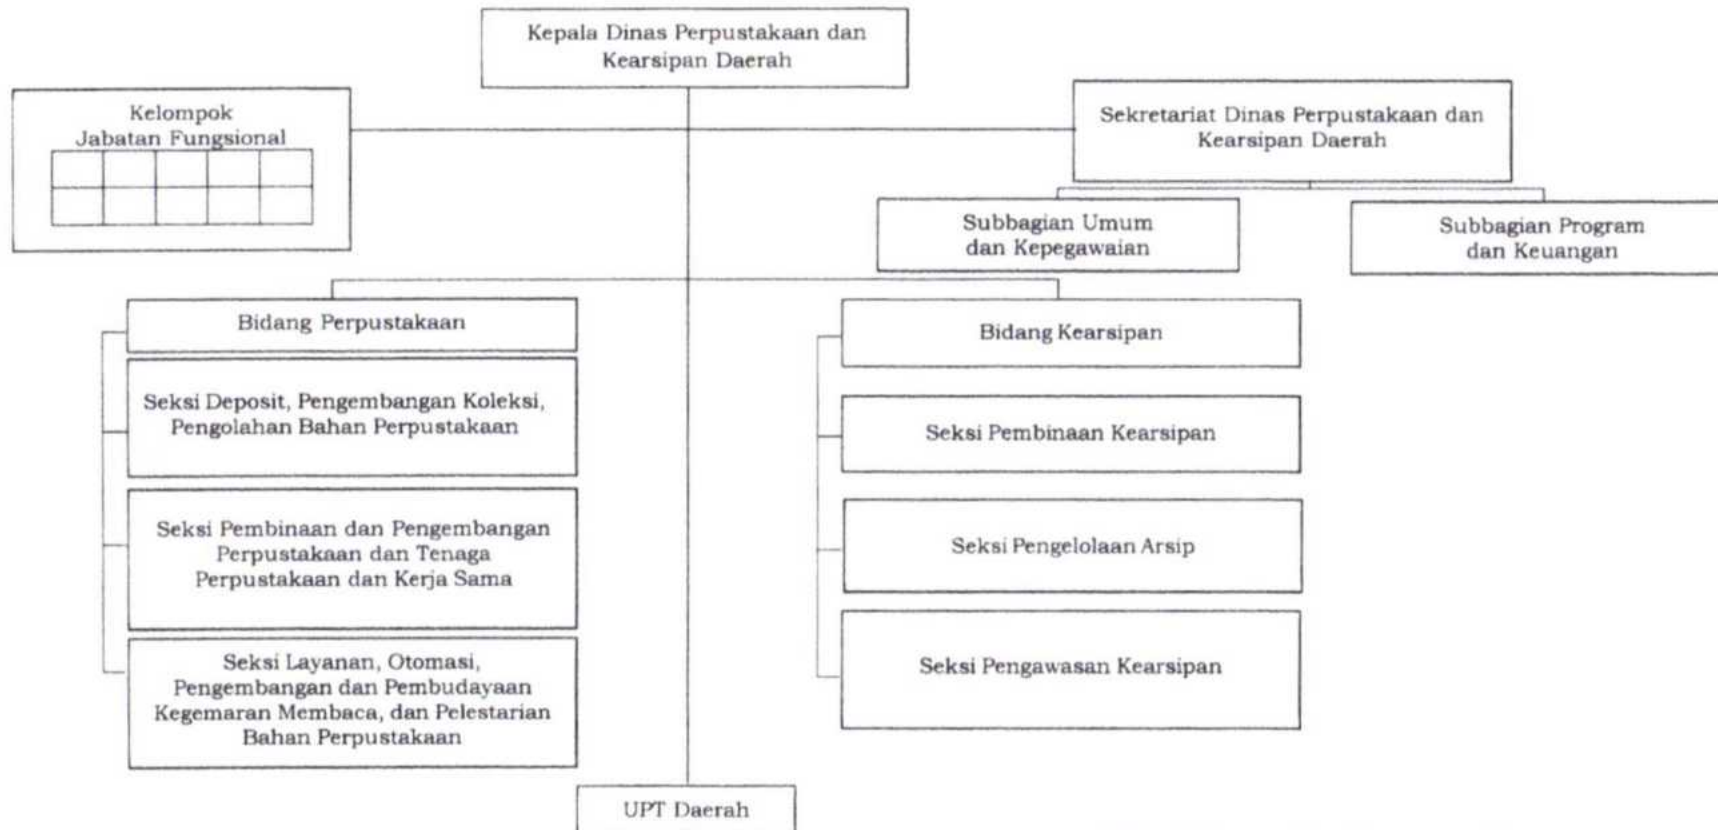 Kepala Dinas Perpustakaan dan
Kearsipan Daerah
Kelompok
Jabatan Fungsional
Sekretariat Dinas Perpustakaan dan
Kearsipan Daerah
Subbagian Umum
dan Kepegawaian
Subbagian Program
dan Keuangan
Bidang Perpustakaan
Seksi Deposit, Pengembangan Koleksi,
Pengolahan Bahan Perpustakaan
Seksi Pembinaan dan Pengembangan
Perpustakaan dan Tenaga
Perpustakaan dan Kerja Sama
Seksi Layanan, Otomasi,
Pengembangan dan Pembudayaan
Kegemaran Membaca, dan Pelestarian
Bahan Perpustakaan
Bidang Kearsipan
Seksi Pembinaan Kearsipan
Seksi Pengelolaan Arsip
Seksi Pengawasan Kearsipan
UPT Daerah